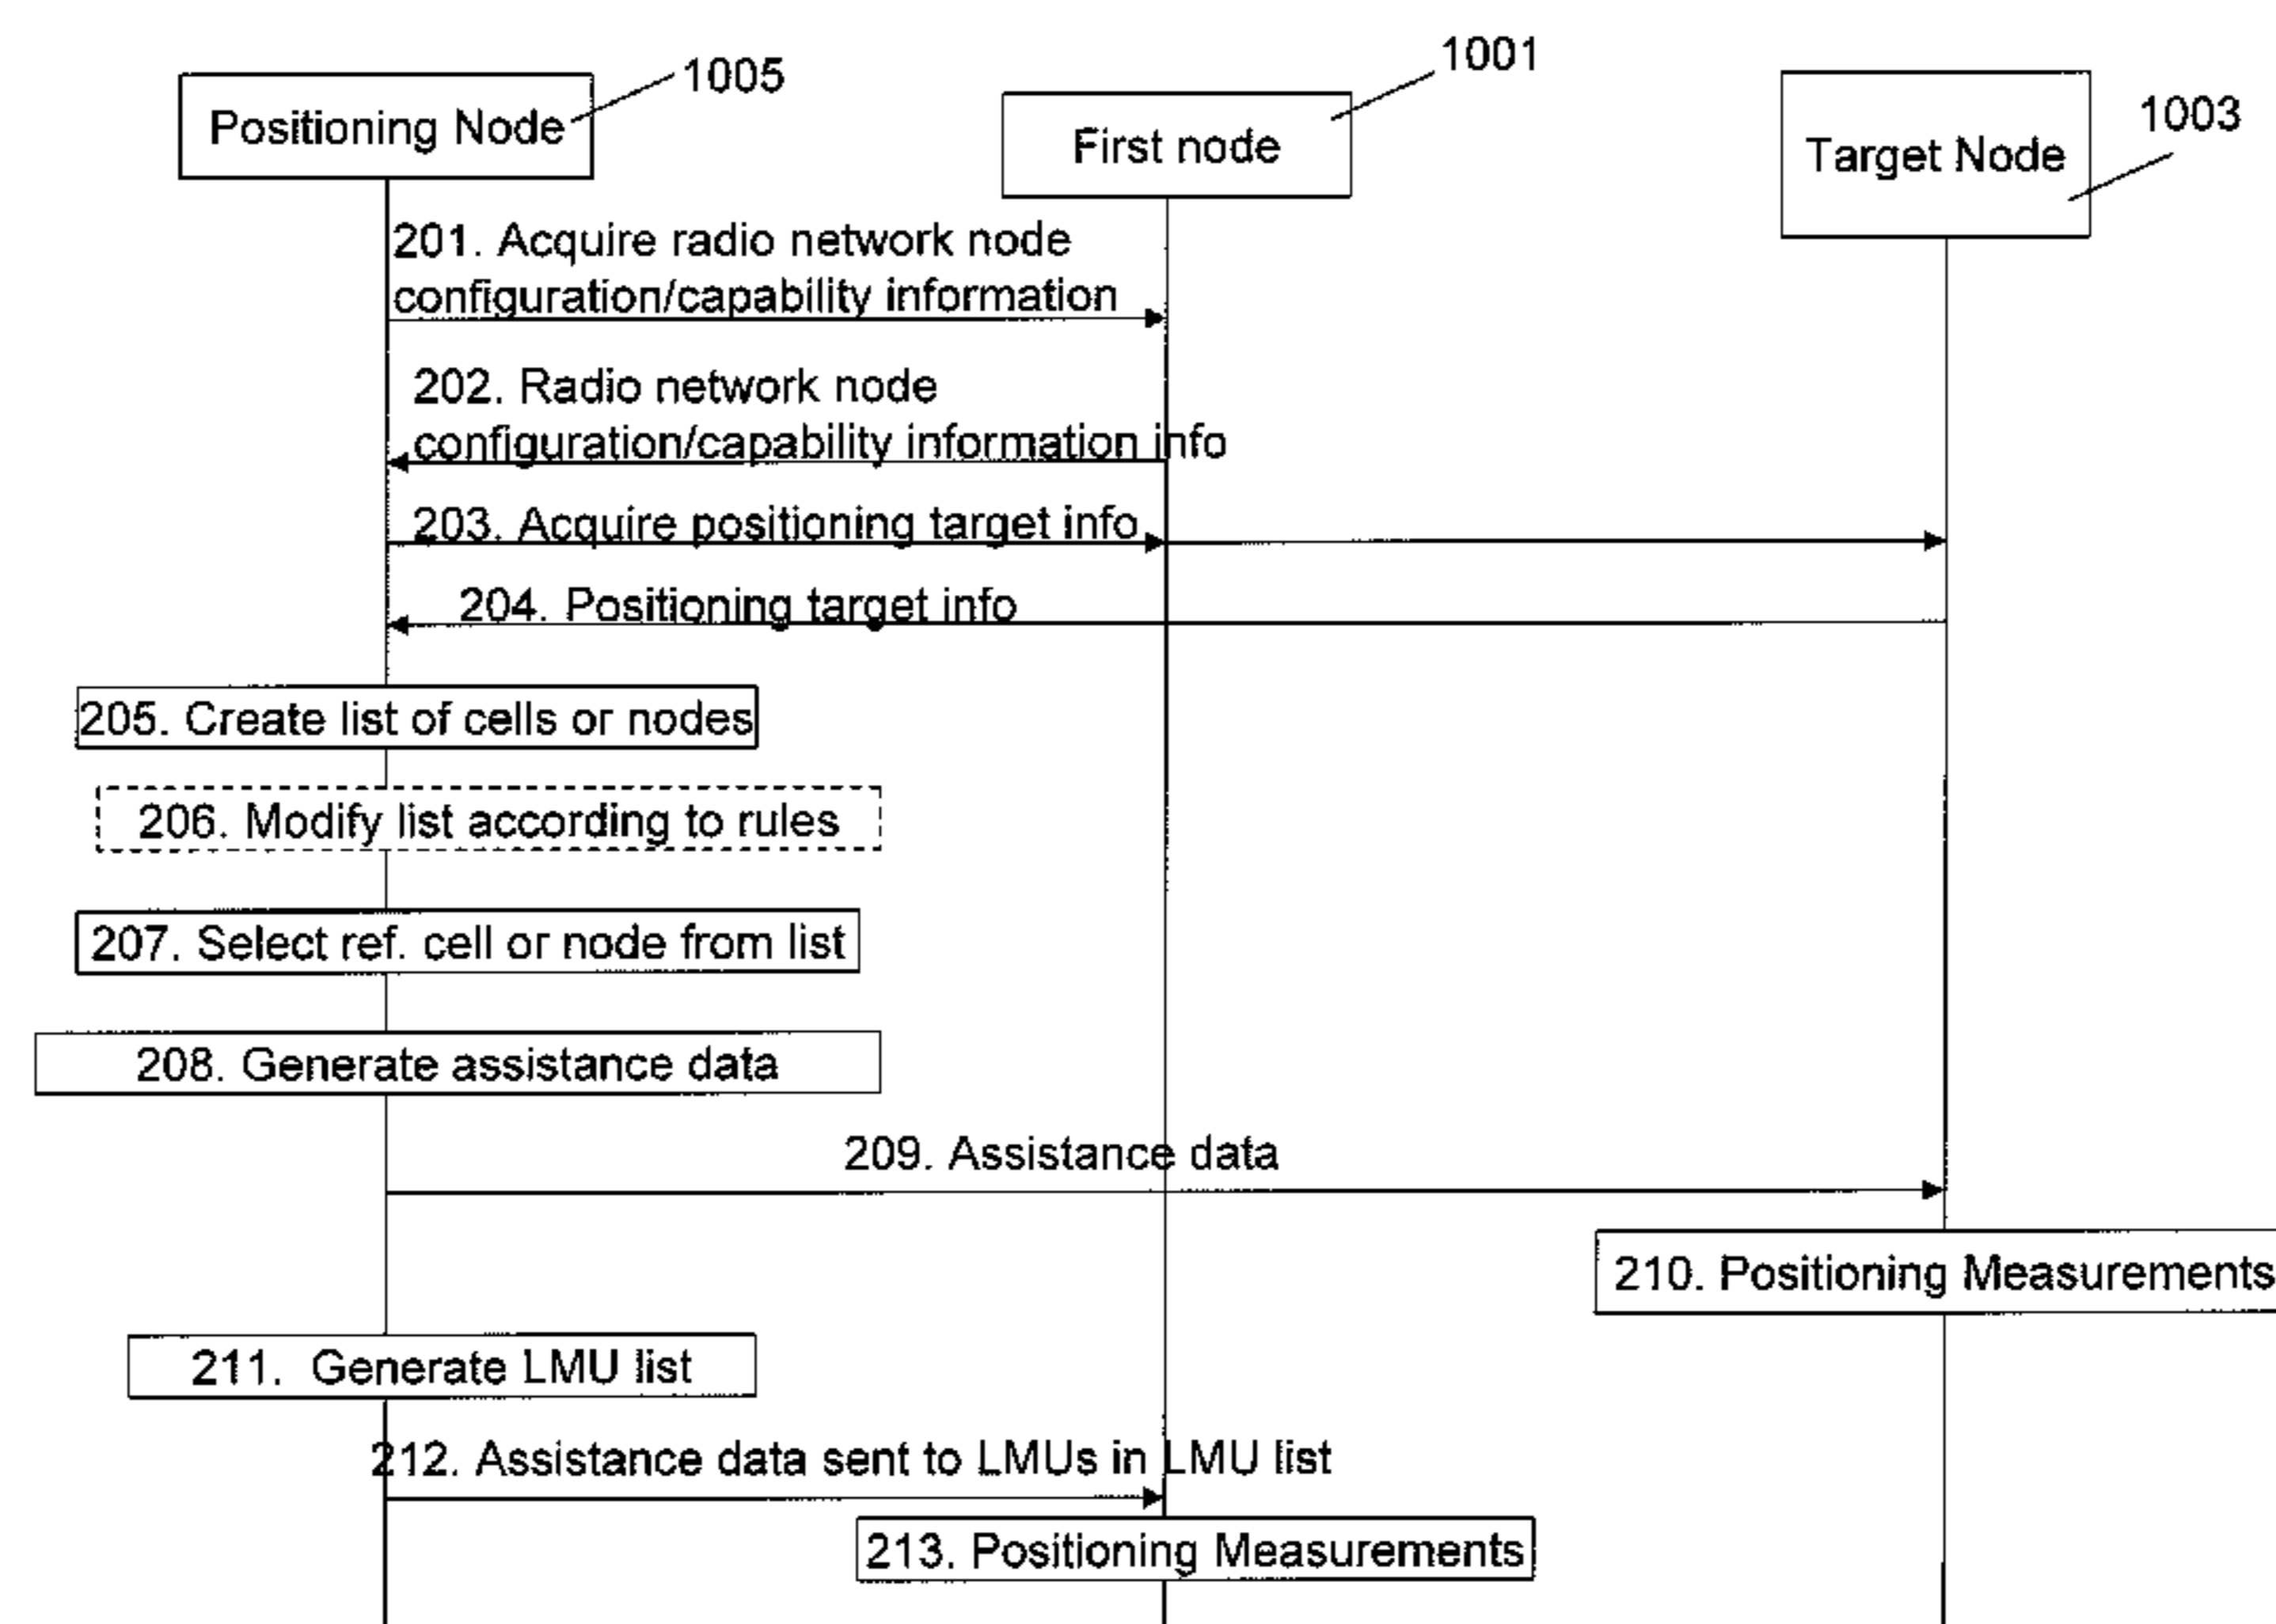 1005
1001
1003
Positioning Node
First node
Target Node
201. Acquire radio network node
configuration/capability information
202. Radio network node
configuration/capability information info
203. Acquire positioning target info
204. Positioning target info
205. Create list of cells or nodes
206. Modify list according to rules
207. Select ref. cell or node from list
208. Generate assistance data
209. Assistance data
210. Positioning Measurements
211. Generate LMU list
212. Assistance data sent to LMUs in LMU list
213. Positioning Measurements